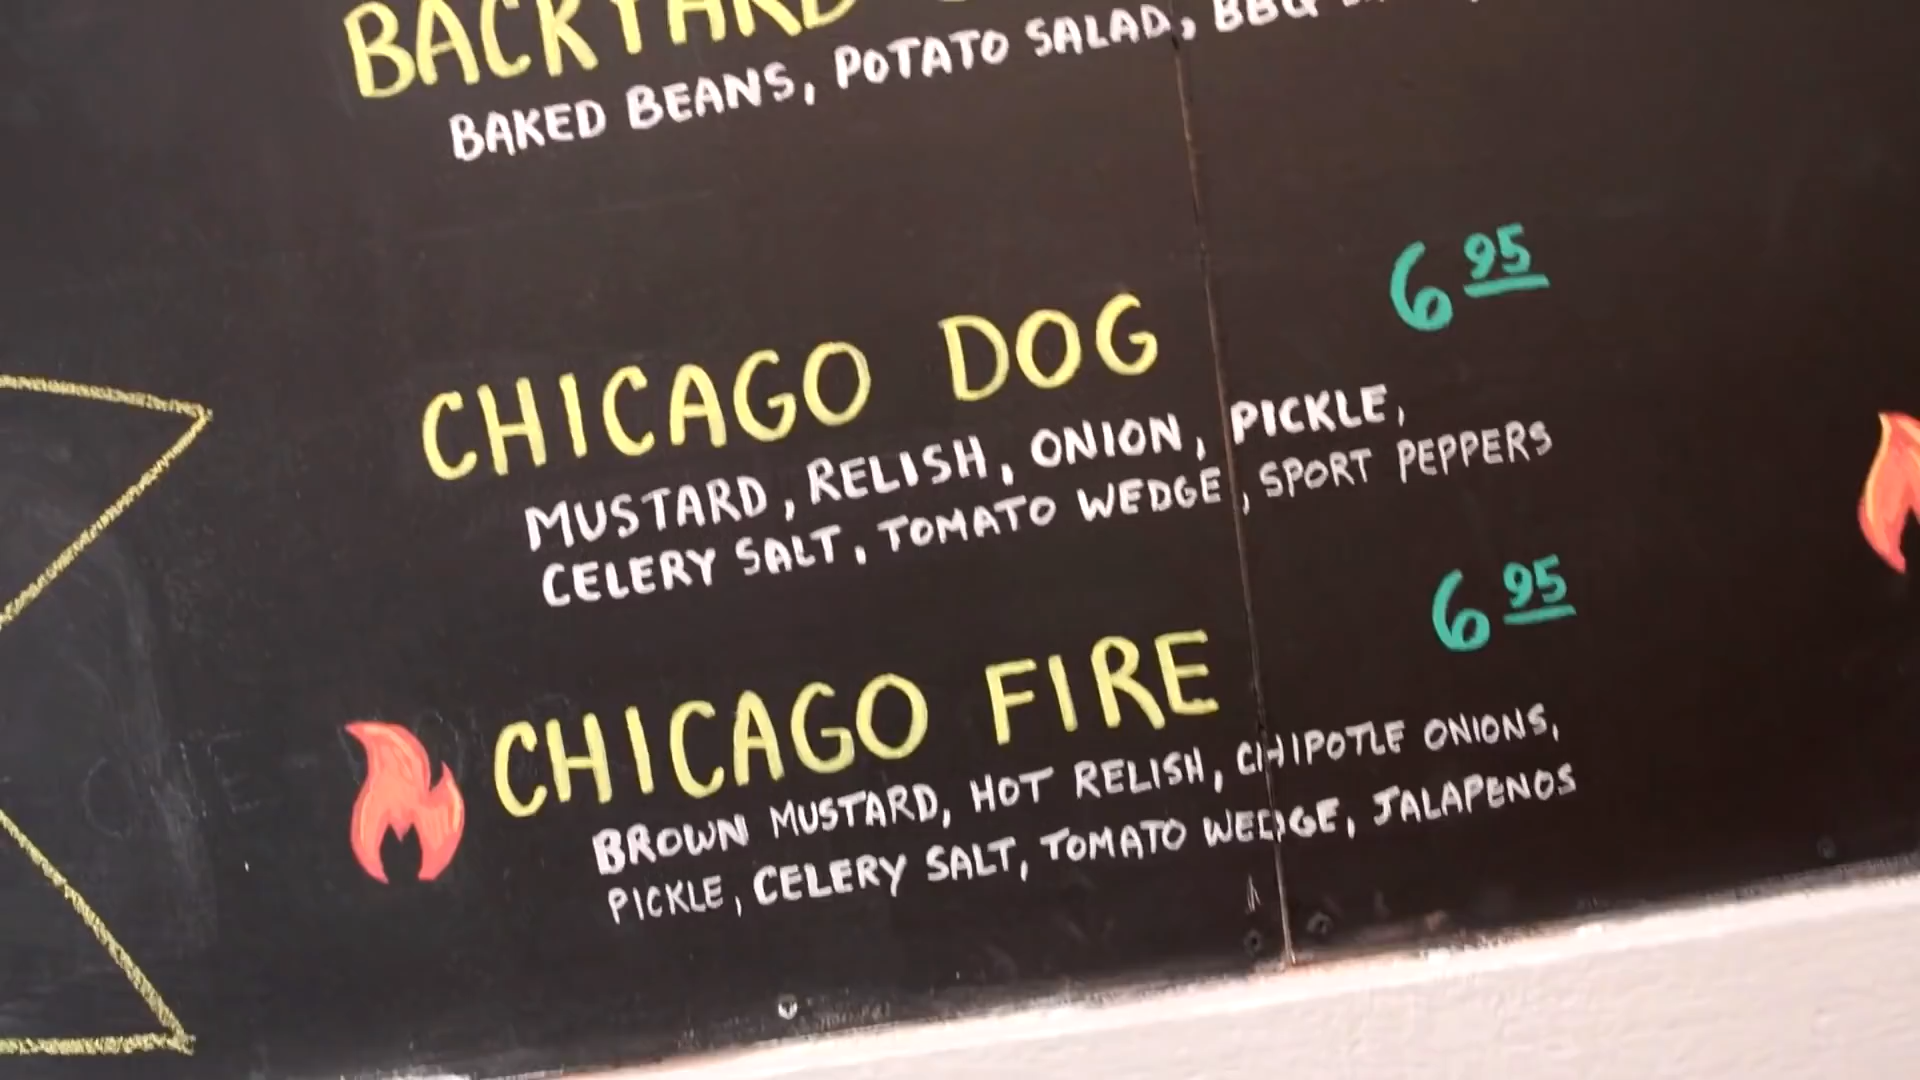 BACKYARD
BAKED BEANS, POTATO SALAD, BBQ
6 95
CHICAGO DOG
MUSTARD, RELISH, ONION, PICKLE,
CELERY SALT, TOMATO WEDGE, SPORT PEPPERS
6 95
CHICAGO FIRE
BROWN MUSTARD, HOT RELISH, CHIPOTLE ONIONS,
PICKLE, CELERY SALT, TOMATO WEDGE, JALAPENOS